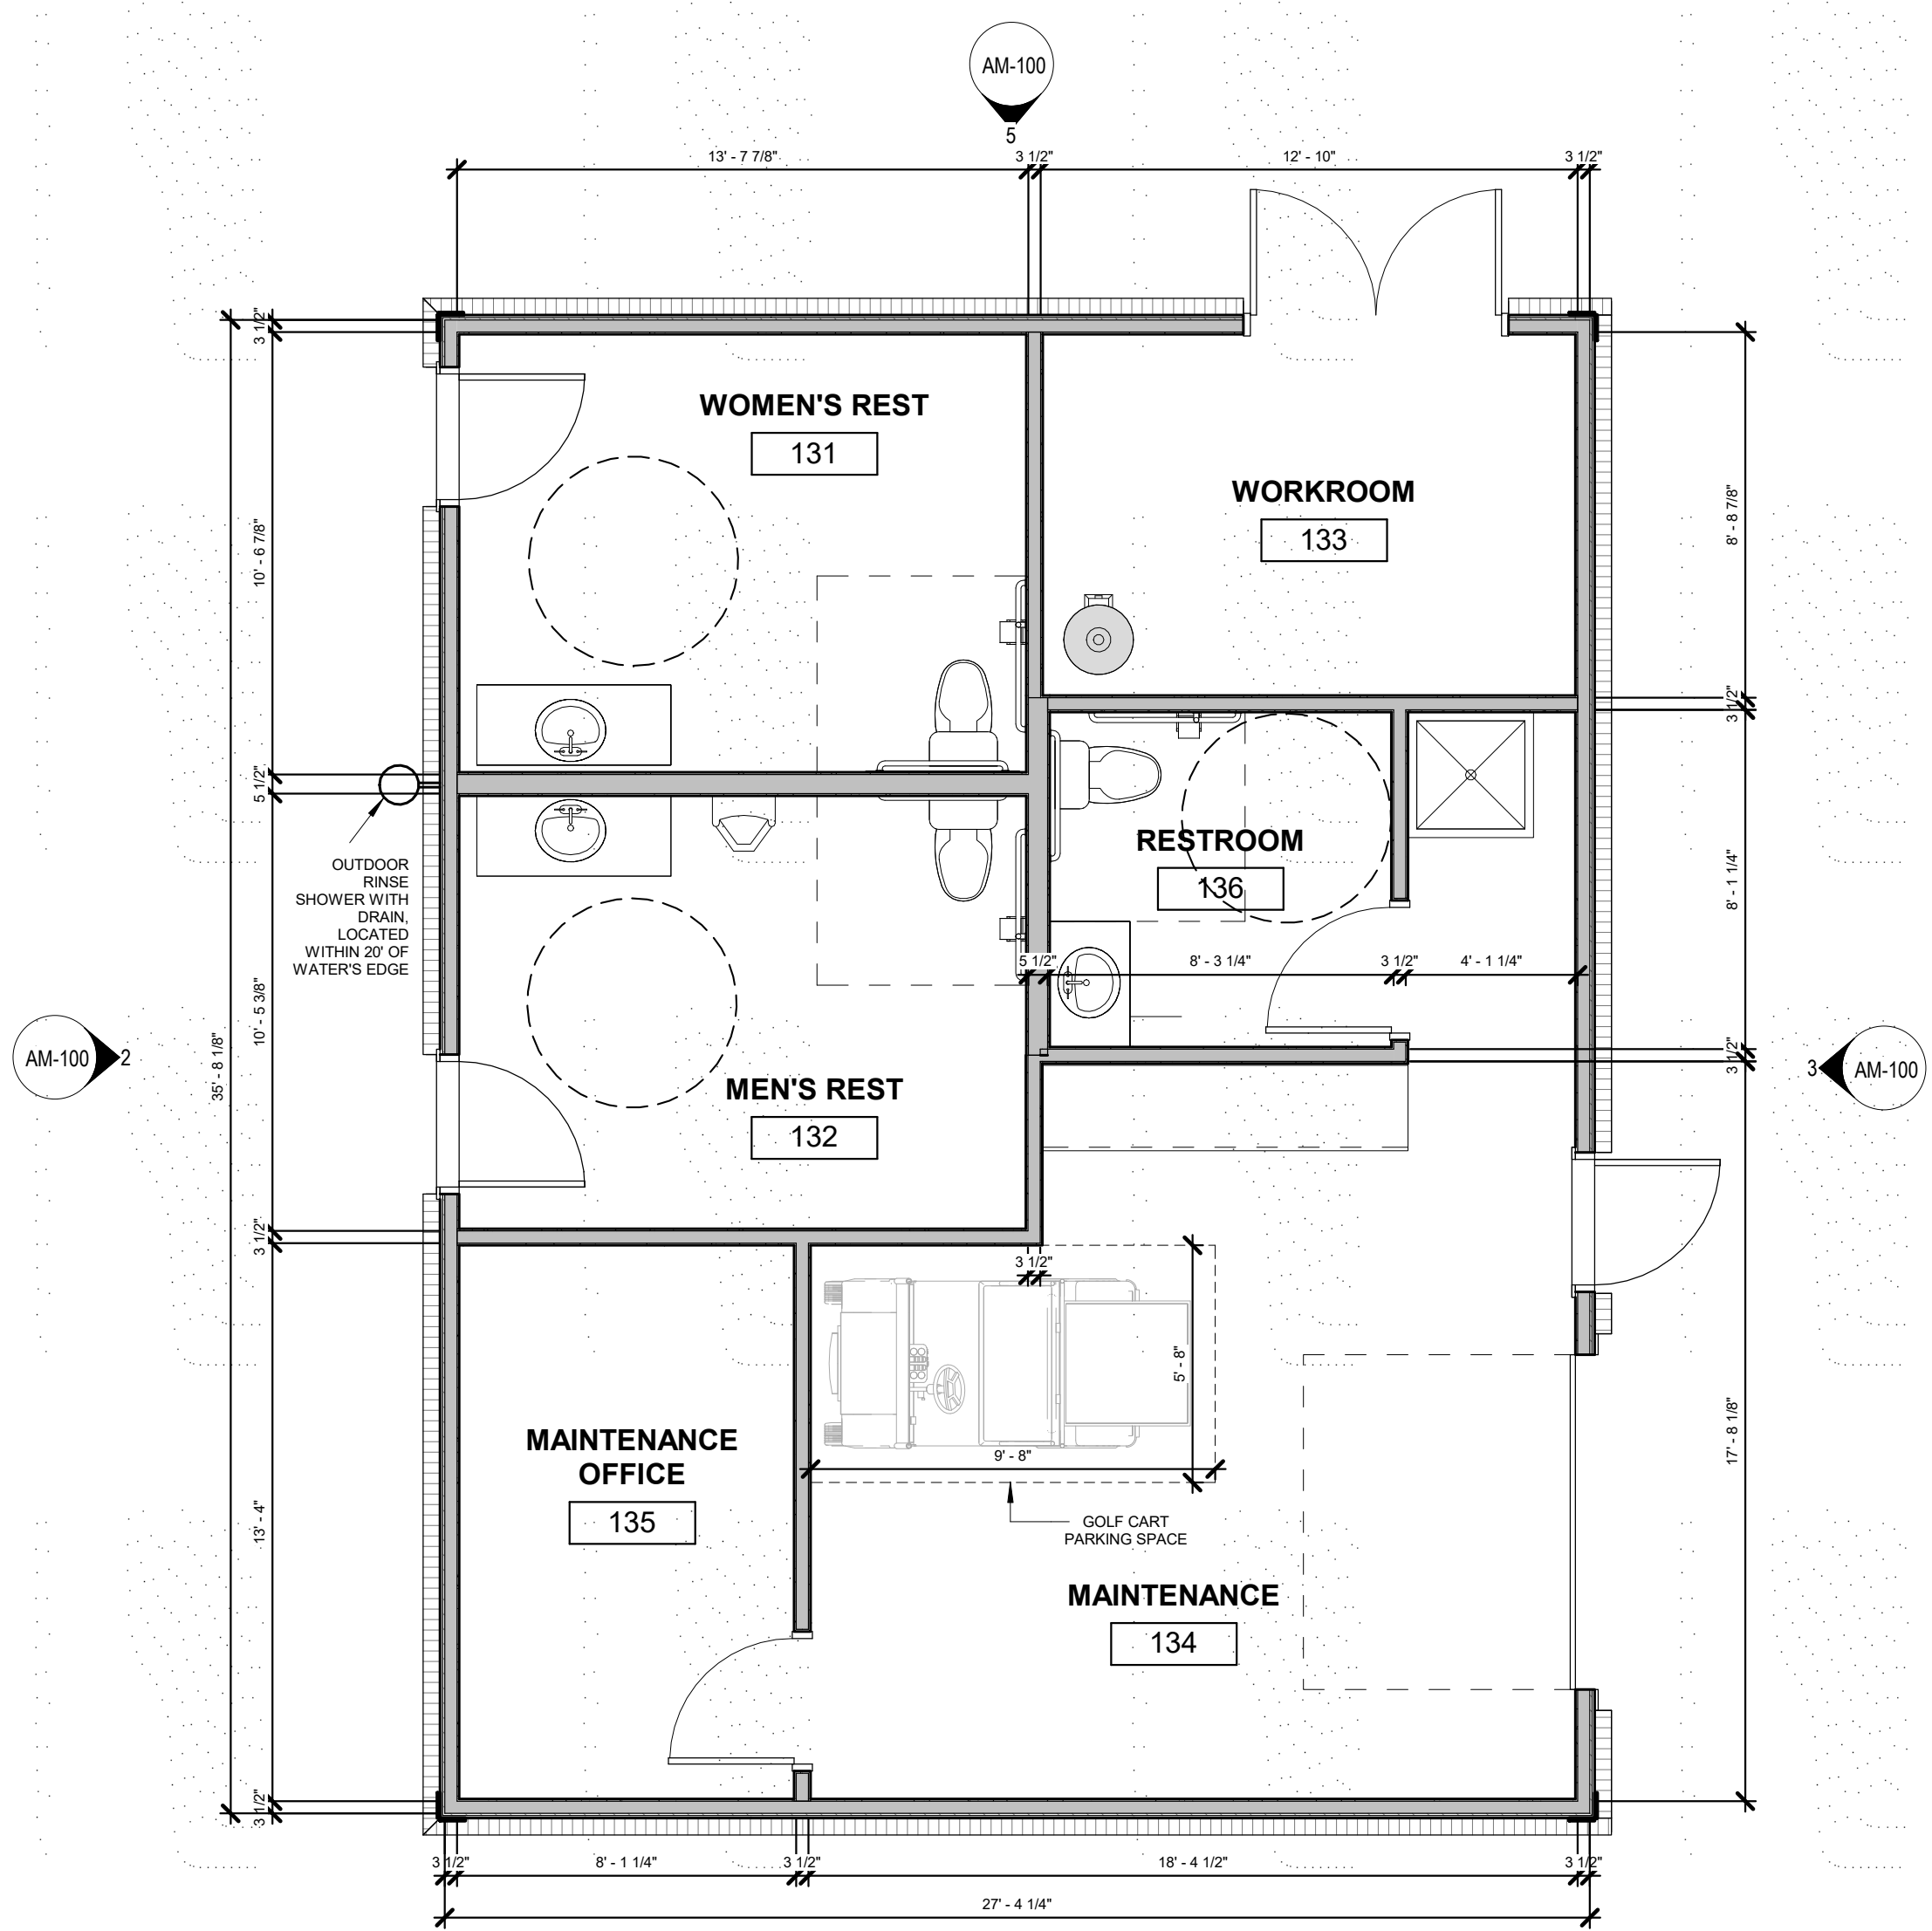 AM-100
5
13' - 7 7/8"
3 1/2"
12' - 10"
3 1/2"
3 1/2"
WOMEN'S REST
131
WORKROOM
133
10' - 6 7/8"
8' - 8 7/8"
3 1/2"
5 1/2"
OUTDOOR
RINSE
SHOWER WITH
DRAIN,
LOCATED
WITHIN 20' OF
WATER'S EDGE
RESTROOM
136
8' - 1 1/4"
5 1/2"
8' - 3 1/4"
3 1/2"
4' - 1 1/4"
10' - 5 3/8"
35' - 8 1/8"
AM-100
2
3 1/2"
3
AM-100
MEN'S REST
132
3 1/2"
3 1/2"
5' - 8"
9' - 8"
GOLF CART
PARKING SPACE
MAINTENANCE
OFFICE
135
13' - 4"
17' - 8 1/8"
MAINTENANCE
134
3 1/2"
3 1/2"
8' - 1 1/4"
3 1/2"
18' - 4 1/2"
3 1/2"
27' - 4 1/4"